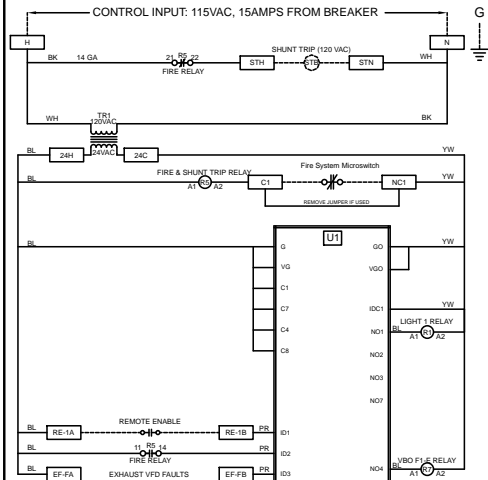 CONTROL INPUT: 115VAC, 15AMPS FROM BREAKER
G
H
N
BK 14 GA 21 R5 22
FIRE RELAY
SHUNT TRIP (120 VAC)
STH STB STN
WH
WH
TR1
120VAC
BK
BL 24H 24VAC 24C YW
BL
FIRE & SHUNT TRIP RELAY
A1 R5 A2
C1
Fire System Microswitch
NC1
YW
REMOVE JUMPER IF USED
U1
BL G GO YW
VG VGO
C1
C7 IDC1 YW
LIGHT 1 RELAY
C4 NO1 BL R1
A1 A2
C8 NO2
NO3
NO7
REMOTE ENABLE
BL RE-1A RE-1B PR ID1
BL 11 R5 14 PR ID2
FIRE RELAY
VBO F1-E RELAY
BL EF-FA EXHAUST VFD FAULTS EF-FB PR ID3
NO4 BL R7
A1 A2